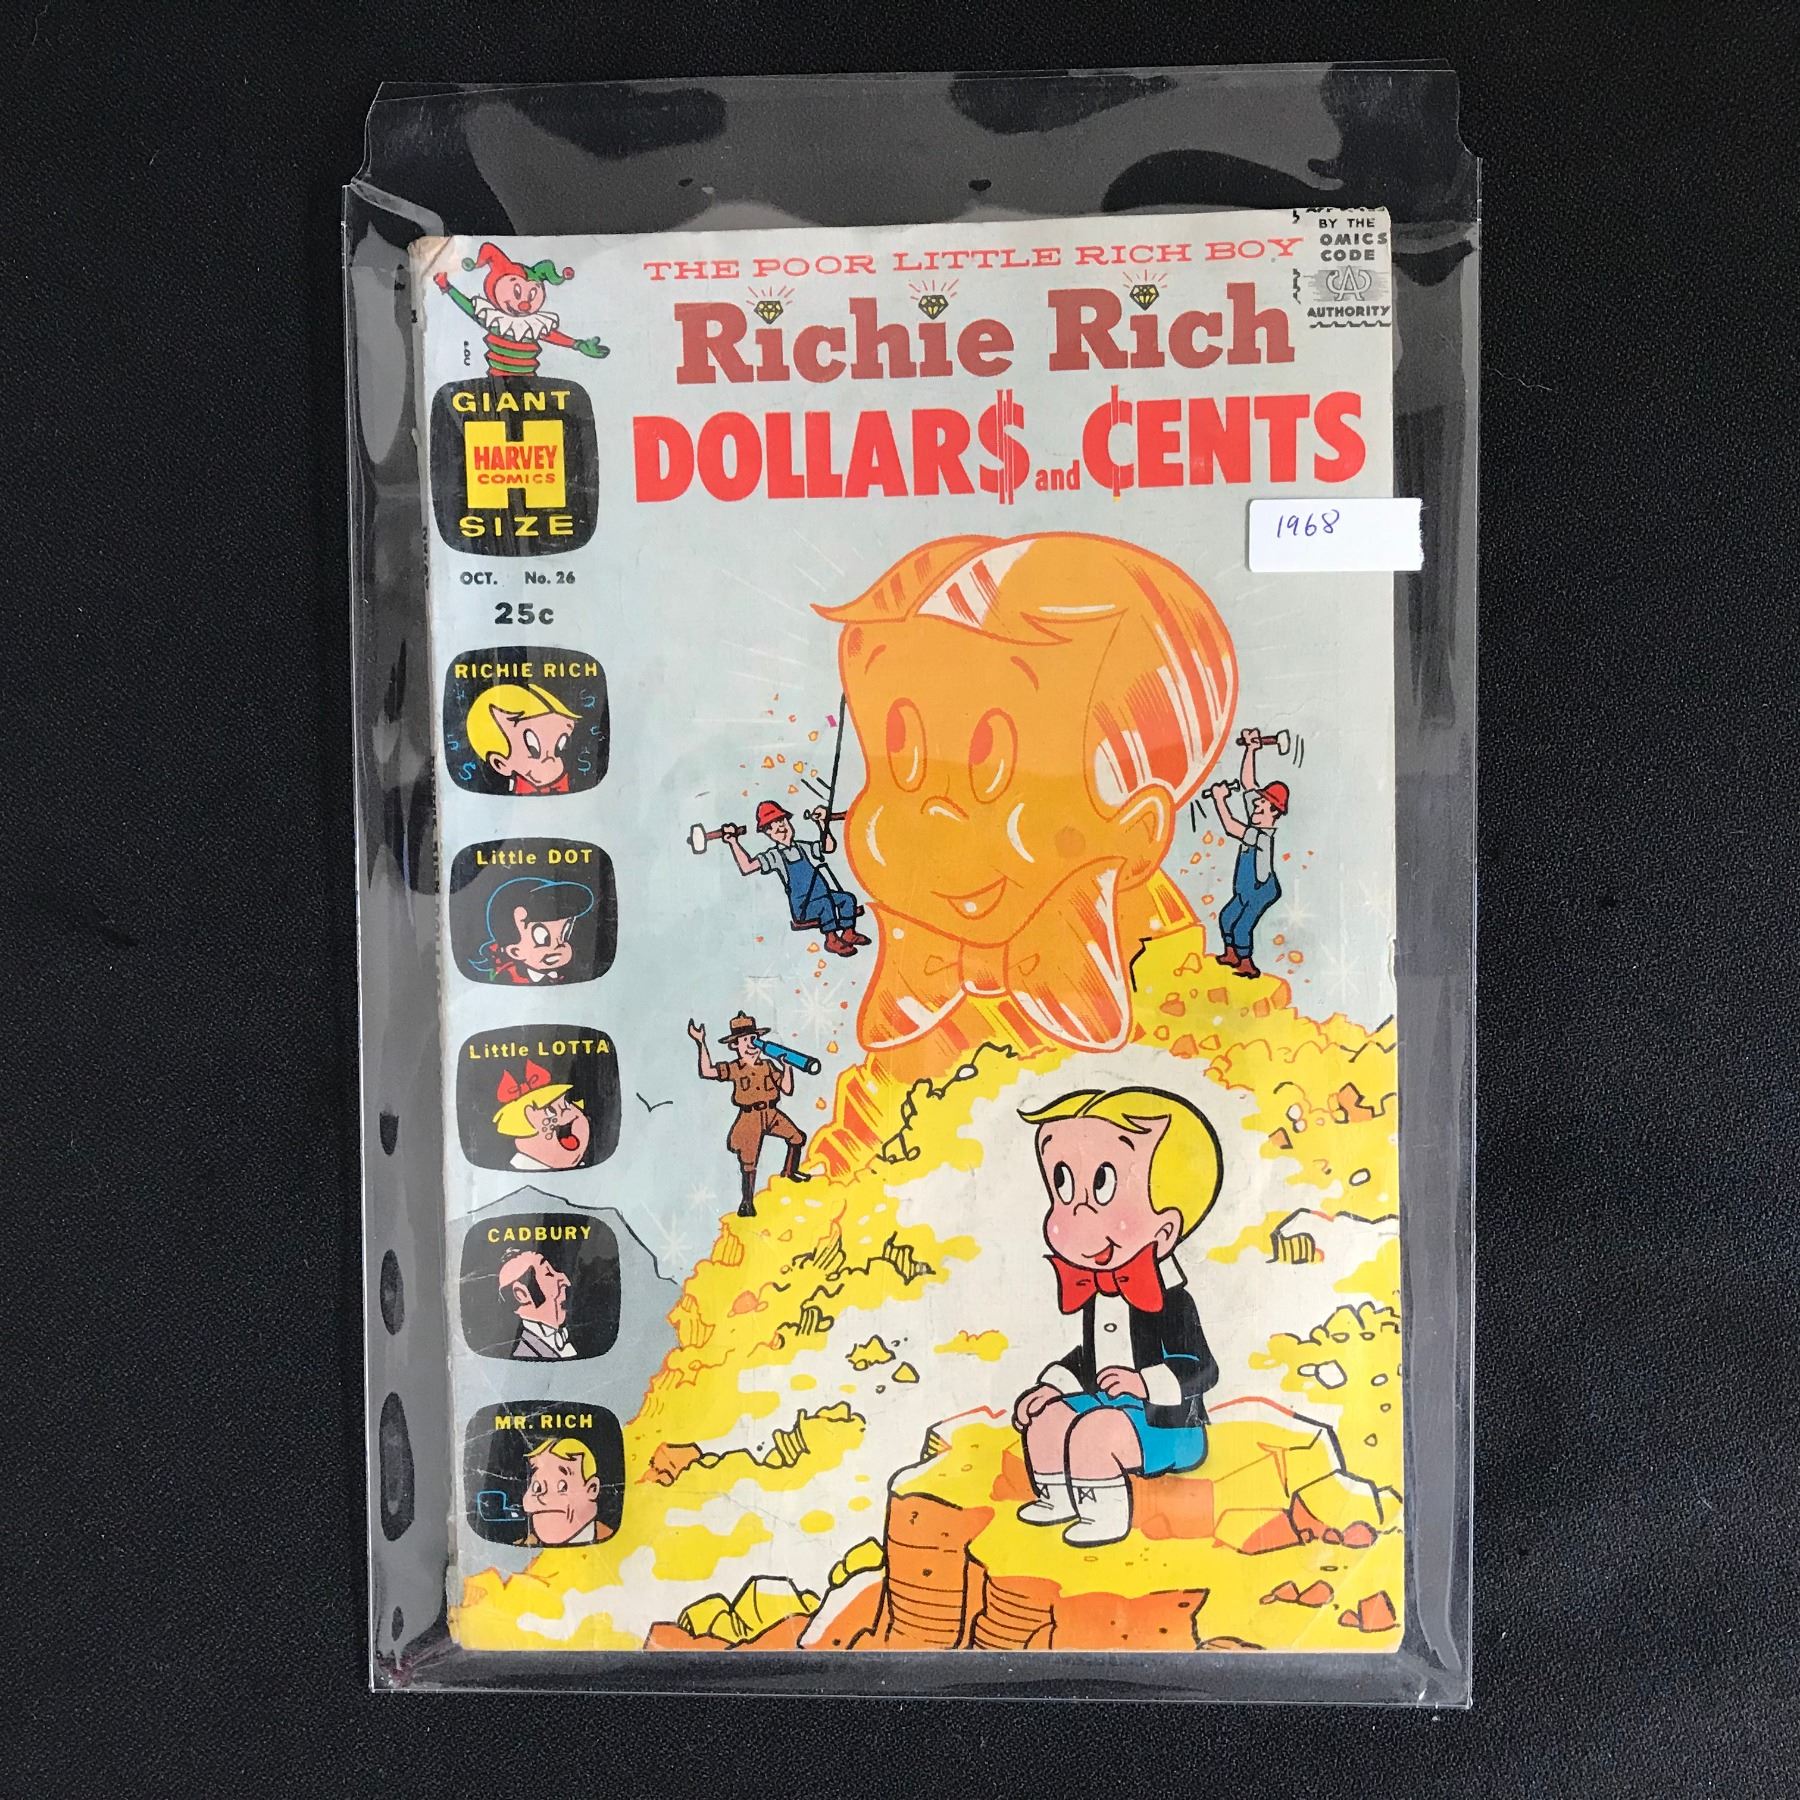 THE POOR LITTLE RICH BOY
Richie Rich
DOLLAR$ and ¢ENTS
BY THE
OMICS
CODE
CA
AUTHORITY
GIANT
HARVEY
COMICS
SIZE
OCT. No. 26
25c
1968
RICHIE RICH
Little DOT
Little LOTTA
CADBURY
MR. RICH